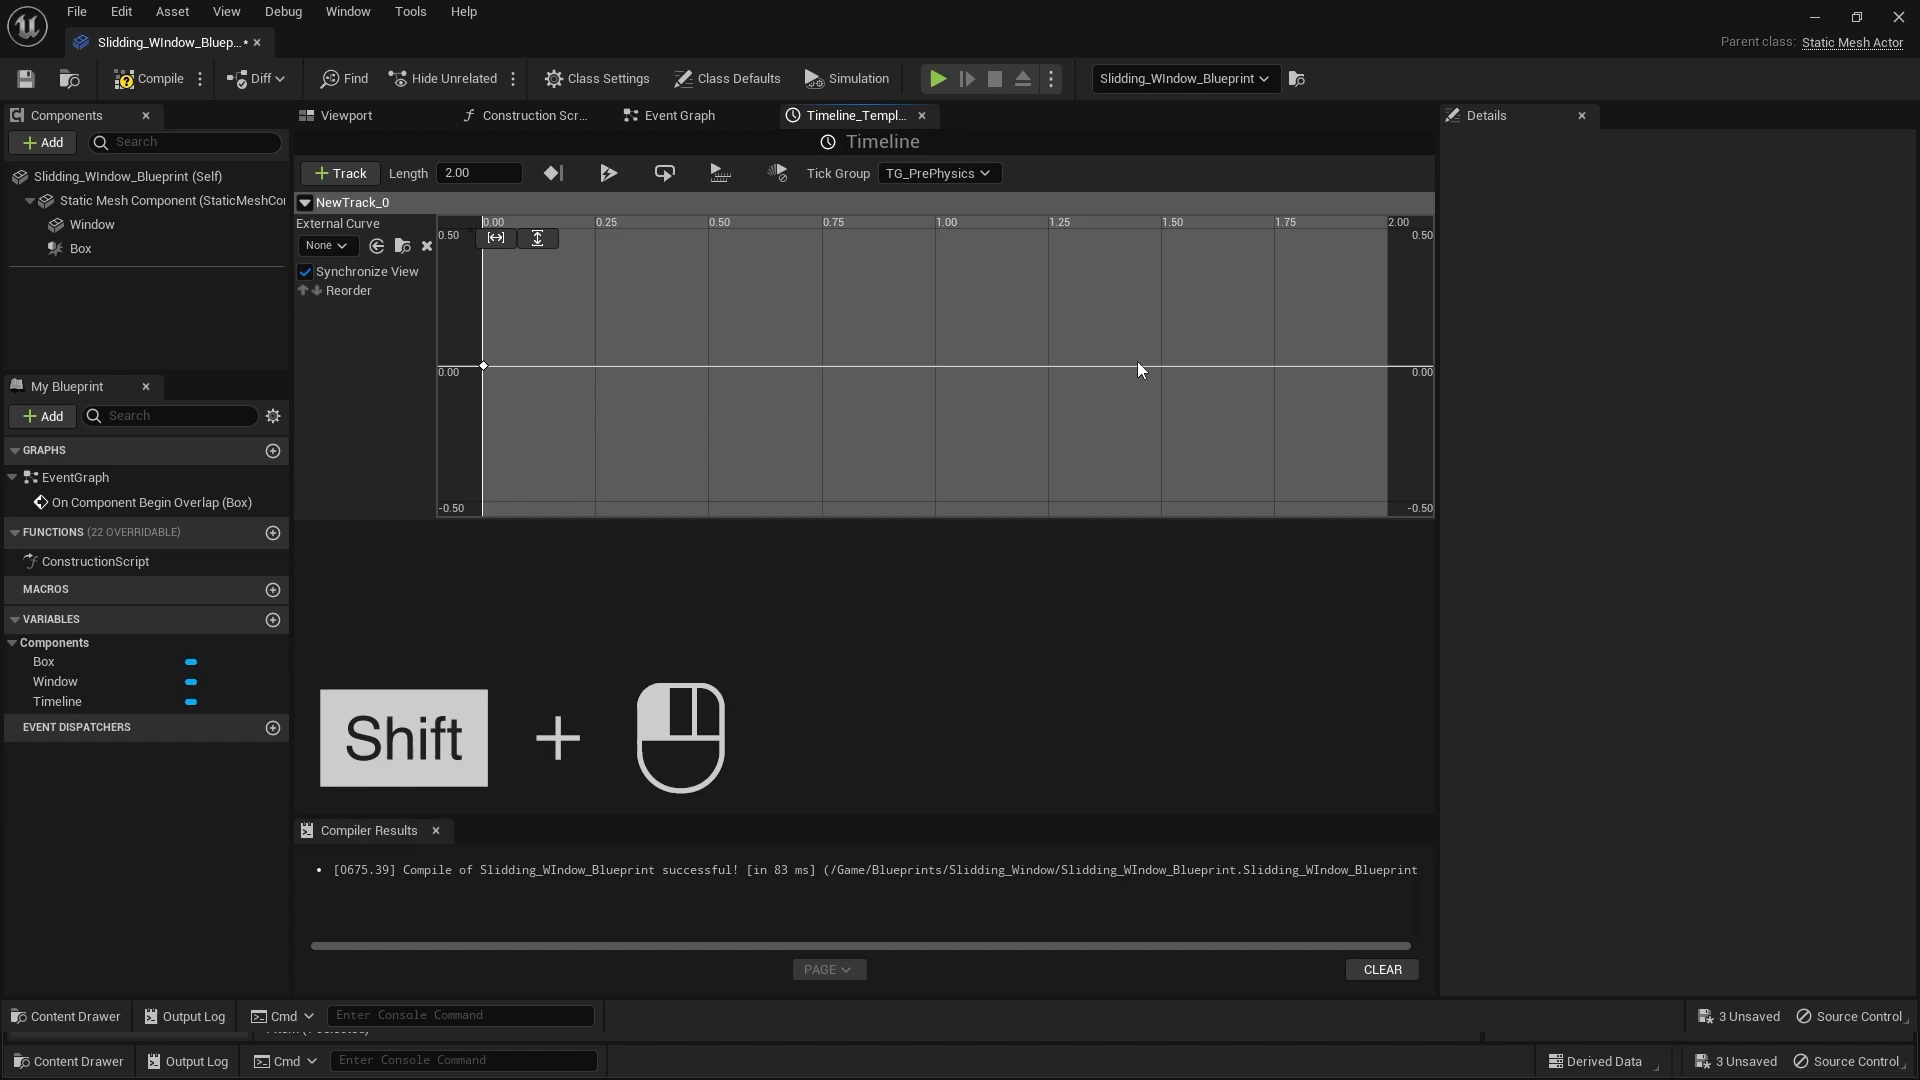 File Edit Asset View Debug Window Tools Help
Slidding_WIndow_Bluep...•
Parent class: Static Mesh Actor
Compile Diff Find Hide Unrelated Class Settings Class Defaults Simulation Slidding_WIndow_Blueprint
Components
Viewport Construction Scr... Event Graph Timeline_Templ... Details
Add Search
Timeline
Slidding_WIndow_Blueprint (Self)
Track Length 2.00 Tick Group TG_PrePhysics
Static Mesh Component (StaticMeshCor
NewTrack_0
Window
External Curve
0.00 0.25 0.50 0.75 1.00 1.25 1.50 1.75 2.00
0.50 0.50
Box
None
Synchronize View
Reorder
0.00 0.00
My Blueprint
Add Search
GRAPHS
EventGraph
On Component Begin Overlap (Box)
-0.50 -0.50
FUNCTIONS (22 OVERRIDABLE)
ConstructionScript
MACROS
VARIABLES
Components
Box
Window
Timeline
EVENT DISPATCHERS
Shift +
Compiler Results
• [0675.39] Compile of Slidding_WIndow_Blueprint successful! [in 83 ms] (/Game/Blueprints/Slidding_Window/Slidding_WIndow_Blueprint.Slidding_WIndow_Blueprint
PAGE CLEAR
Content Drawer Output Log Cmd Enter Console Command 3 Unsaved Source Control
Content Drawer Output Log Cmd Enter Console Command Derived Data 3 Unsaved Source Control